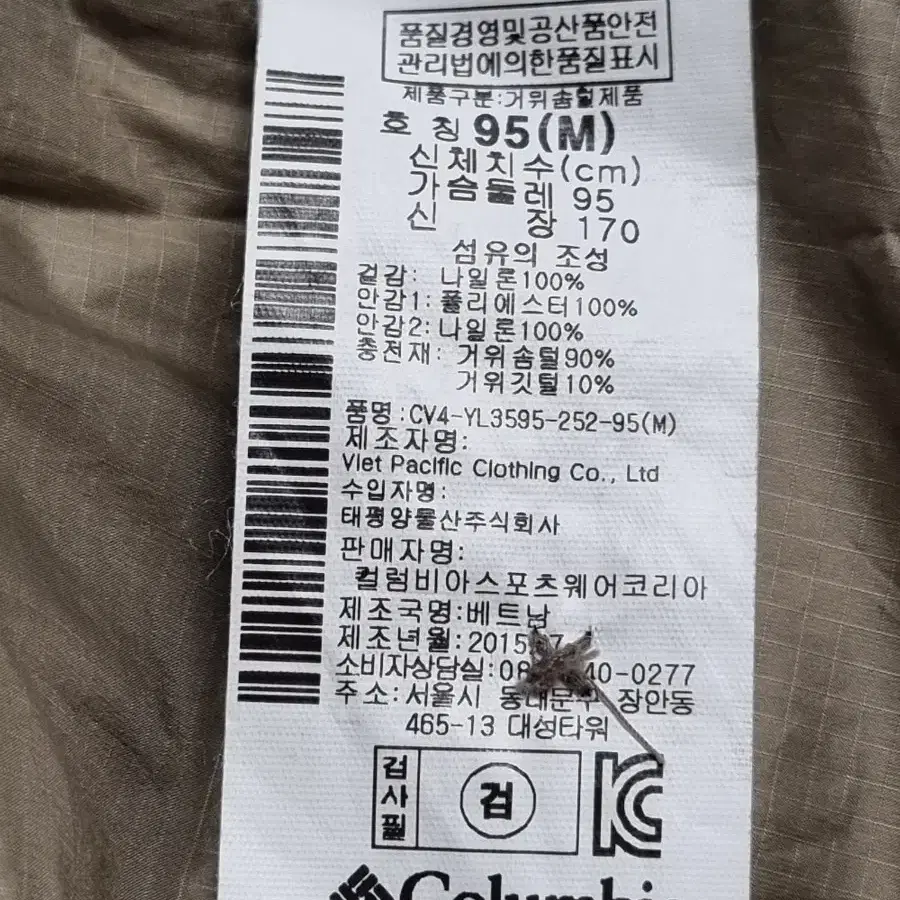 품질경영및공산품안전
관리법에의한품질표시
제품구분:거위솜털제품
호 칭 95(M)
신체치수(cm)
가슴둘레 95
신 장 170
섬유의 조성
겉감: 나일론100%
안감1: 폴리에스터100%
안감2: 나일론100%
충전재: 거위솜털90%
거위깃털10%
품명:CV4-YL3595-252-95(M)
제조자명:
Viet Pacific Clothing Co., Ltd
수입자명:
태평양물산주식회사
판매자명:
컬럼비아스포츠웨어코리아
제조국명:베트남
제조년월:2015
소비자상담실: 40-0277
주소:서울시 동대문구 장안동
465-13 대성타워
검사필
검
KC
Columbia